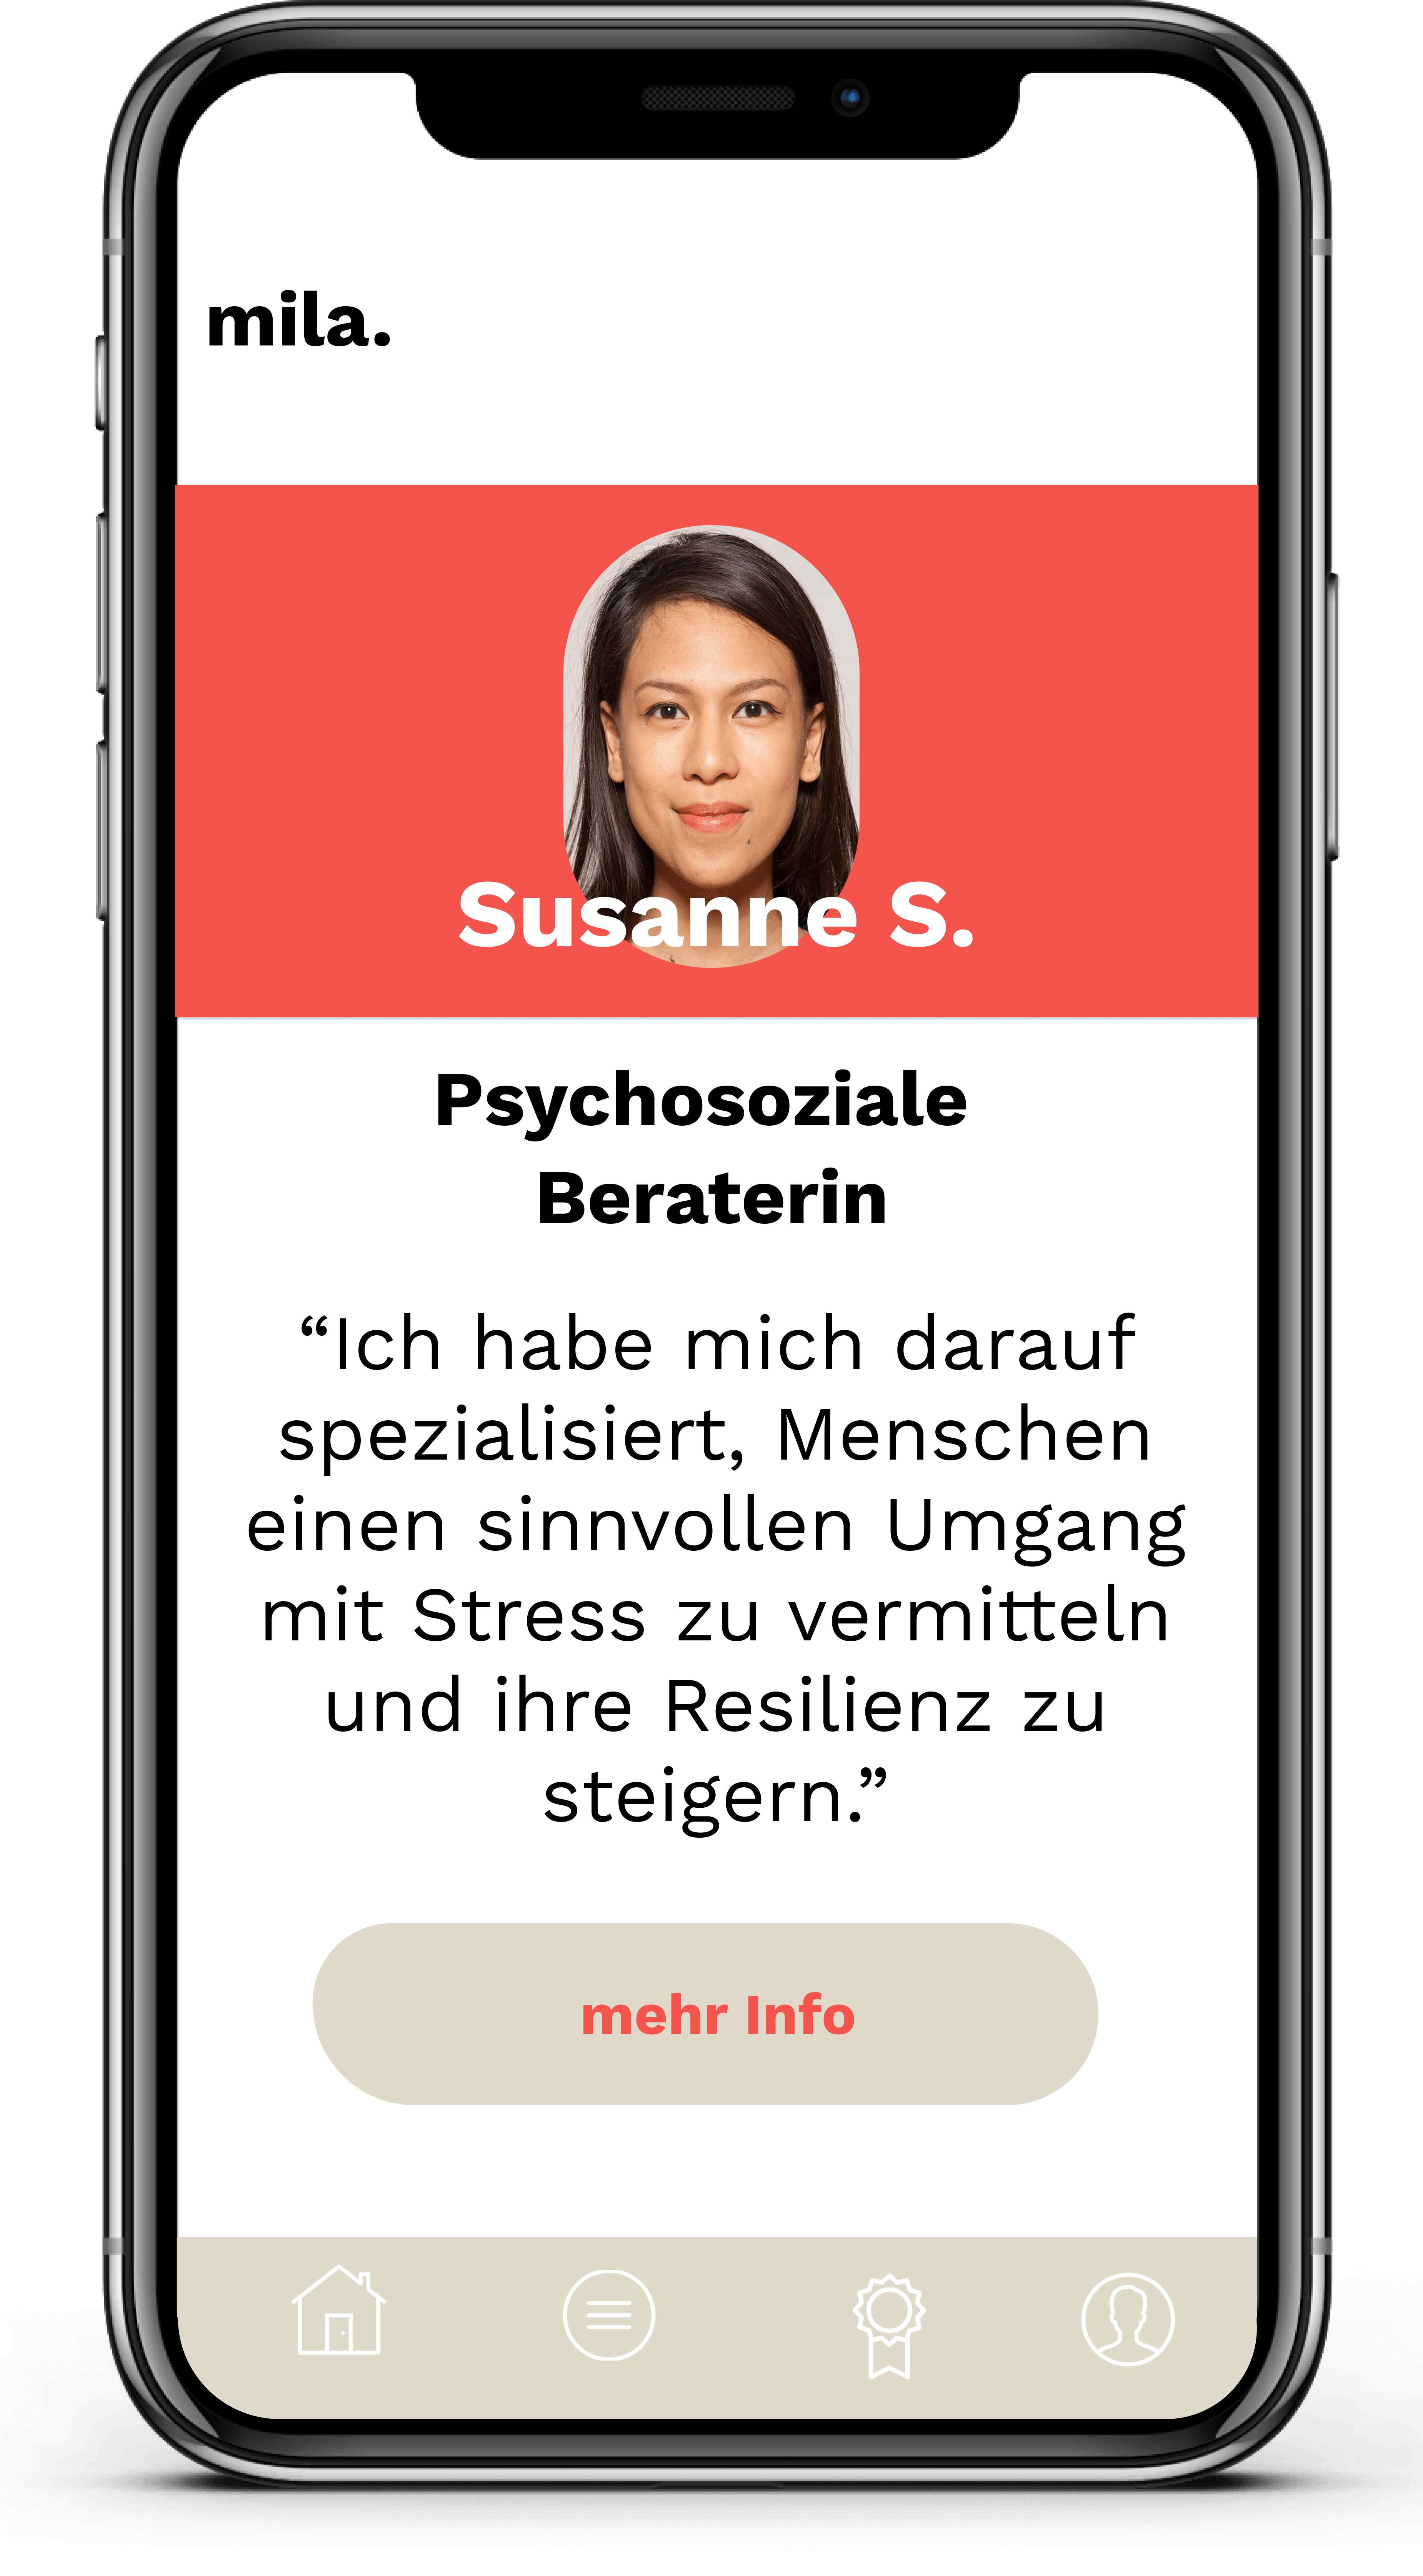 mila.
Susanne S.
Psychosoziale
Beraterin
“Ich habe mich darauf
spezialisiert, Menschen
einen sinnvollen Umgang
mit Stress zu vermitteln
und ihre Resilienz zu
steigern.”
mehr Info